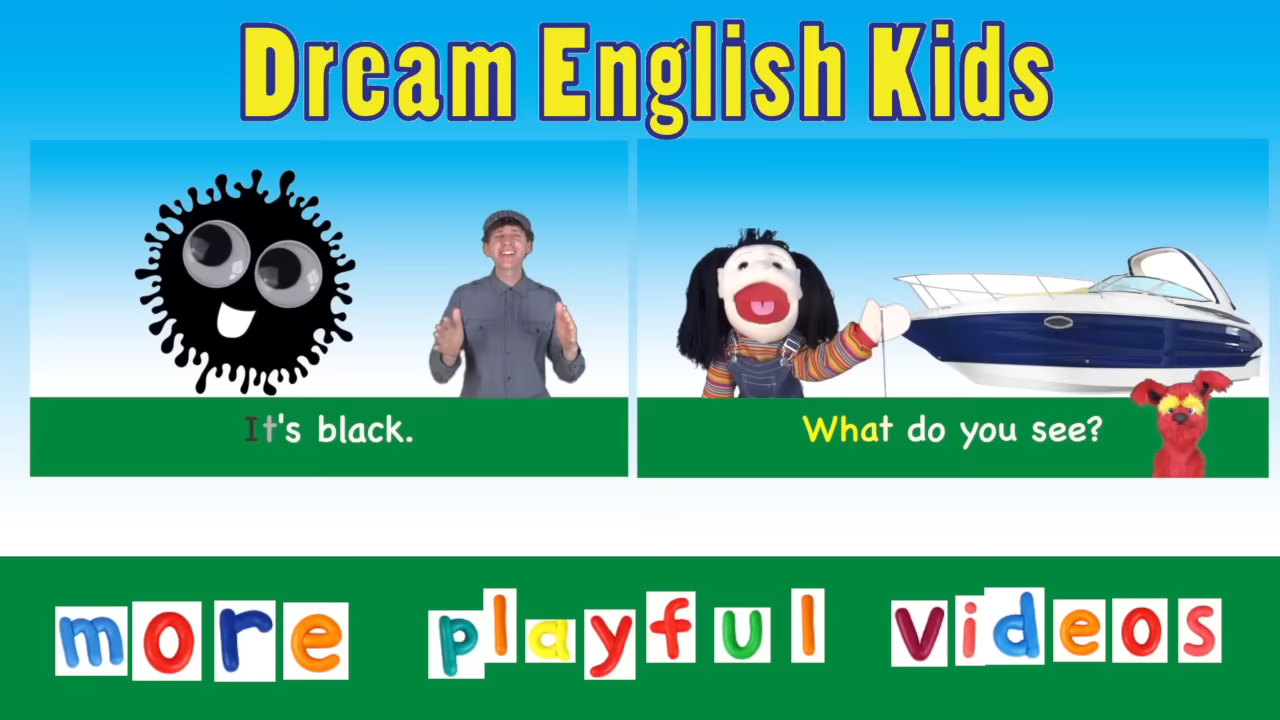 Dream English Kids
It's black.
What do you see?
more playful videos